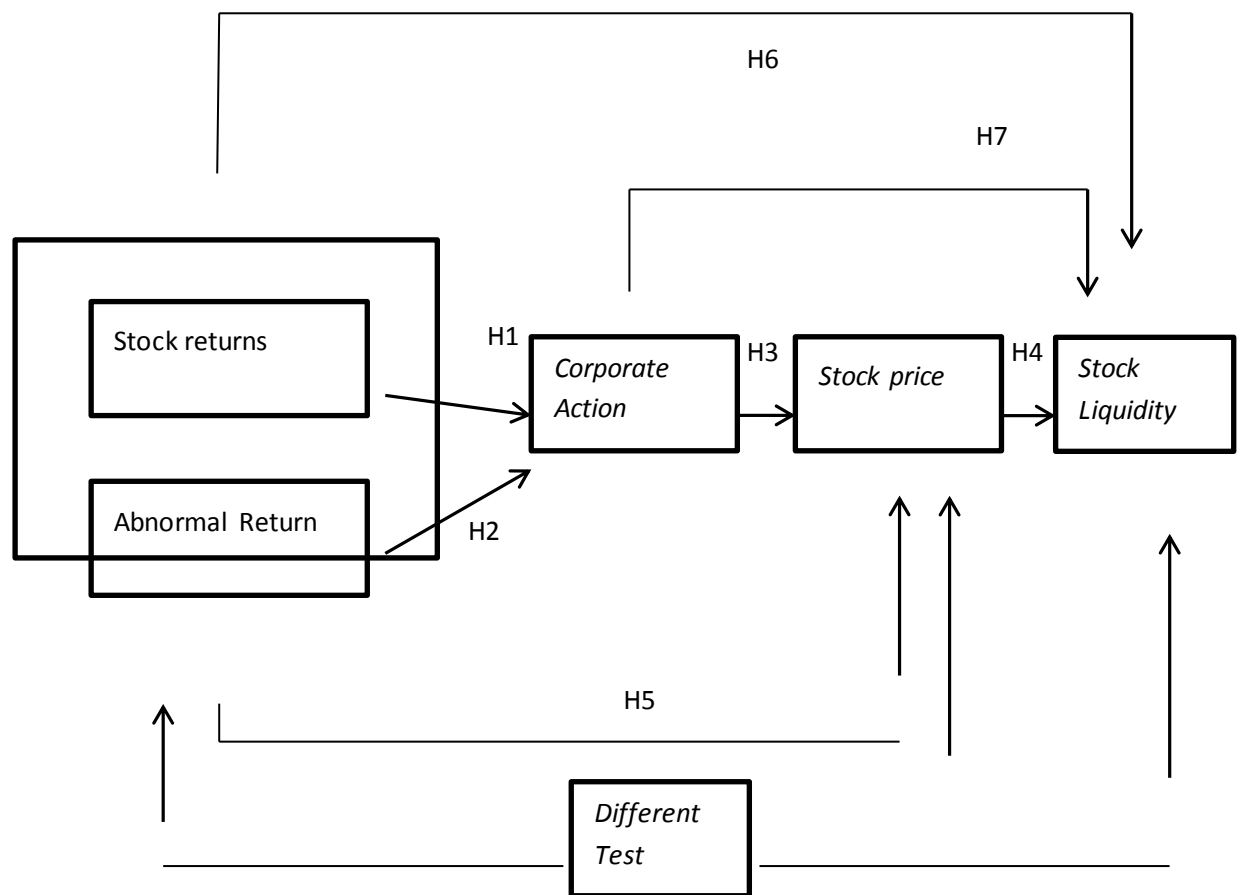 H6
H7
Stock returns
H1
Corporate
Action
H3
Stock price
H4
Stock
Liquidity
Abnormal Return
H2
H5
Different
Test